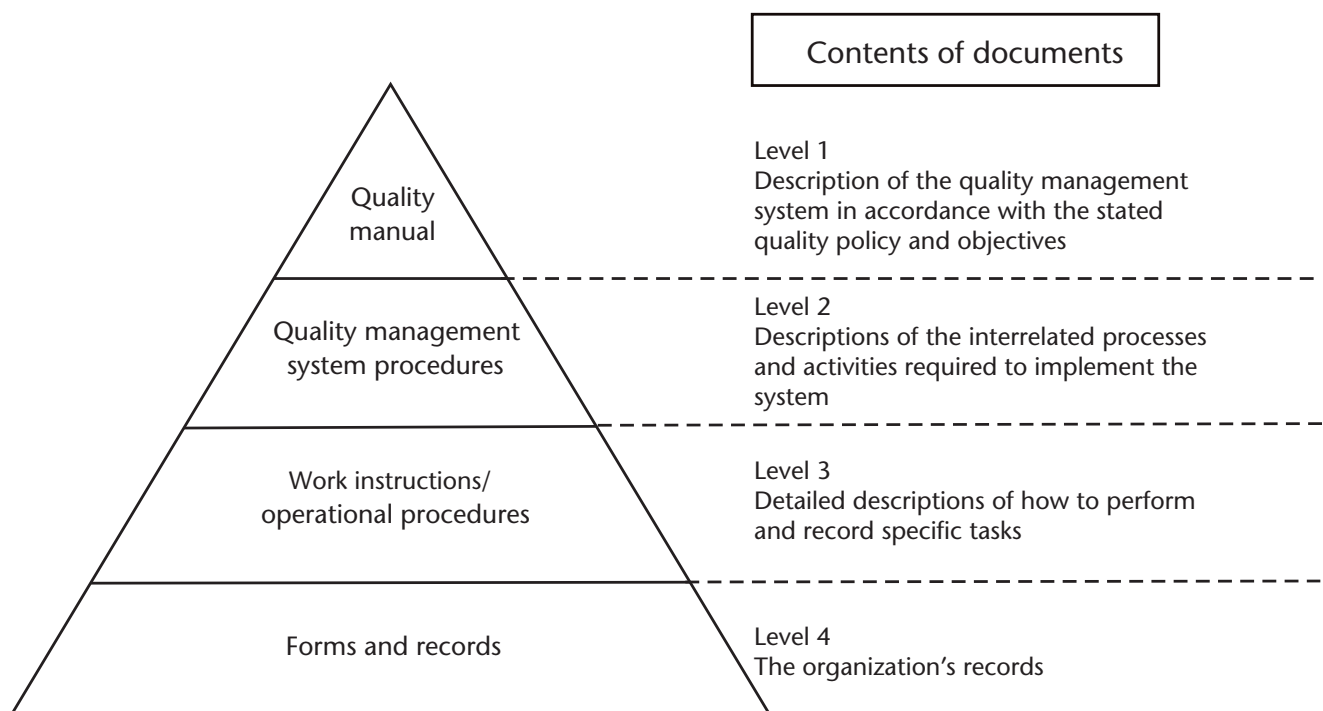 Contents of documents
Quality
manual
Level 1
Description of the quality management
system in accordance with the stated
quality policy and objectives
Quality management
system procedures
Level 2
Descriptions of the interrelated processes
and activities required to implement the
system
Work instructions/
operational procedures
Level 3
Detailed descriptions of how to perform
and record specific tasks
Forms and records
Level 4
The organization’s records